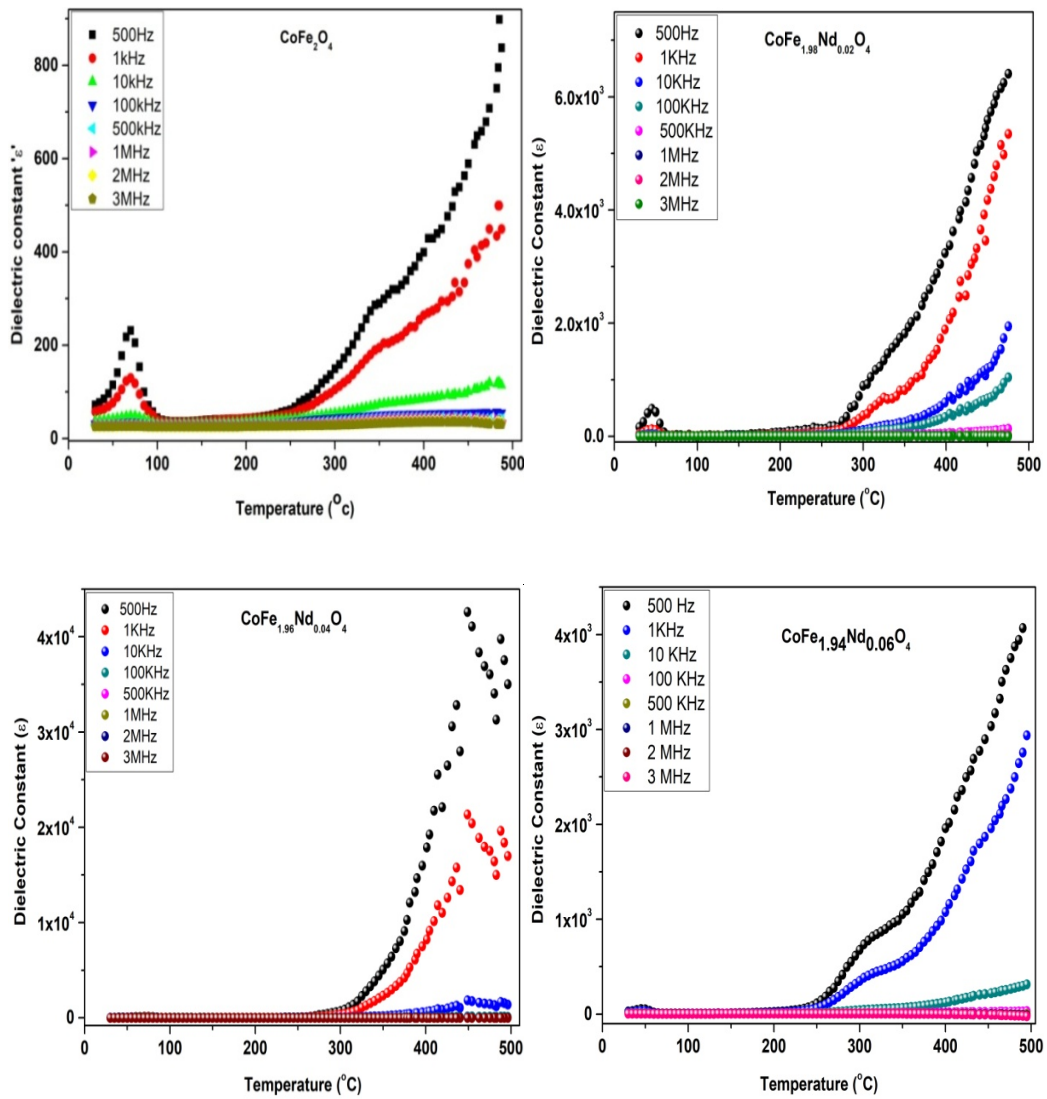 CoFe2O4
500Hz
1kHz
10kHz
100kHz
500kHz
1MHz
2MHz
3MHz
Dielectric constant 'ε'
800
600
400
200
0
0 100 200 300 400 500
Temperature (Oc)
CoFe1.98Nd0.02O4
500Hz
1KHz
10KHz
100KHz
500KHz
1MHz
2MHz
3MHz
Dielectric Constant (ε)
6.0x10³
4.0x10³
2.0x10³
0.0
0 100 200 300 400 500
Temperature (°C)
CoFe1.96Nd0.04O4
500Hz
1KHz
10KHz
100KHz
500KHz
1MHz
2MHz
3MHz
Dielectric Constant (ε)
4x10⁴
3x10⁴
2x10⁴
1x10⁴
0
0 100 200 300 400 500
Temperature (°C)
CoFe1.94Nd0.06O4
500 Hz
1KHz
10 KHz
100 KHz
500 KHz
1 MHz
2 MHz
3 MHz
Dielectric Constant (ε)
4x10³
3x10³
2x10³
1x10³
0
0 100 200 300 400 500
Temperature (°C)